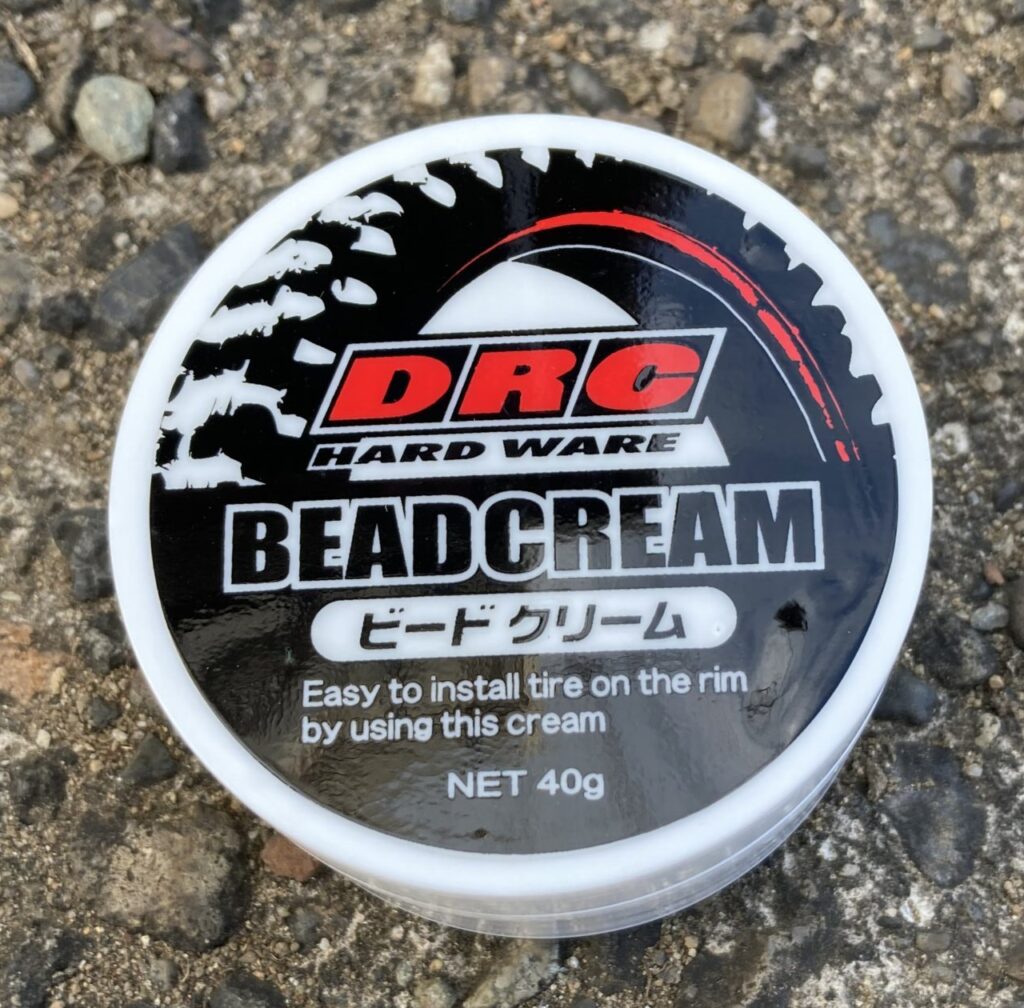 DRC
HARD WARE
BEADCREAM
ビードクリーム
Easy to install tire on the rim
by using this cream
NET 40g